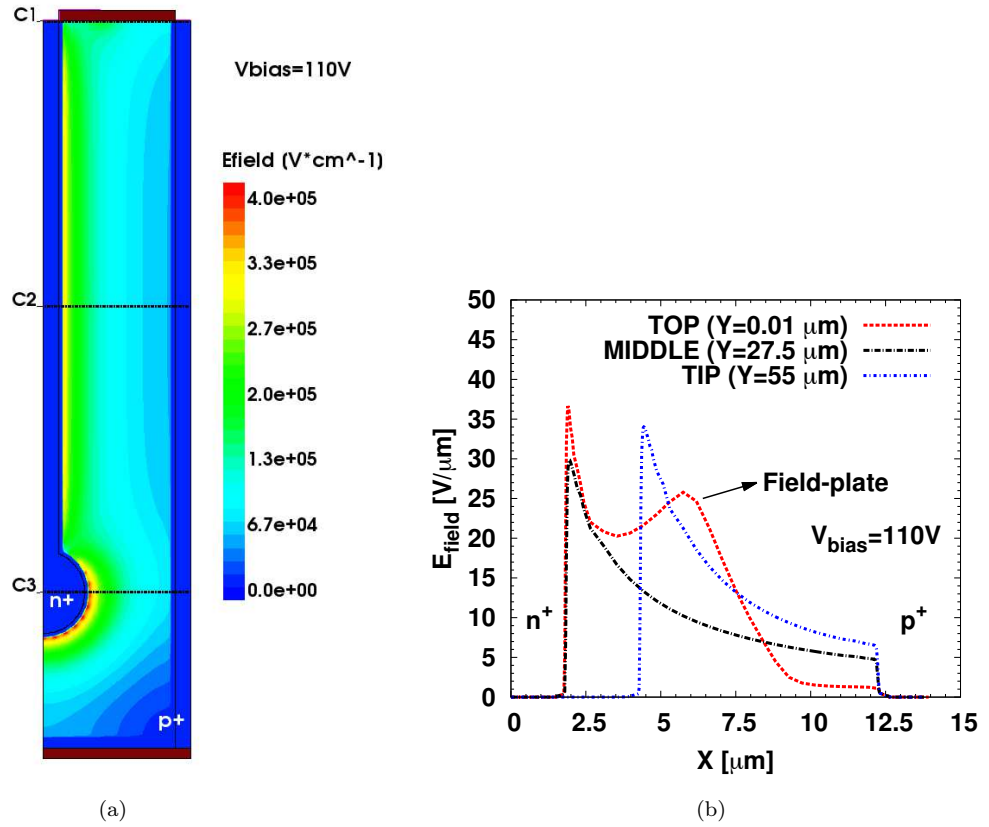 C1
Vbias=110V
Efield [V*cm^-1]
4.0e+05
3.3e+05
2.7e+05
2.0e+05
1.3e+05
6.7e+04
0.0e+00
C2
C3
n+
p+
(a)
50
45
40
35
30
25
20
15
10
5
0
E_field [V/μm]
TOP (Y=0.01 μm)
MIDDLE (Y=27.5 μm)
TIP (Y=55 μm)
Field-plate
V_bias=110V
n⁺
p⁺
0 2.5 5 7.5 10 12.5 15
X [μm]
(b)